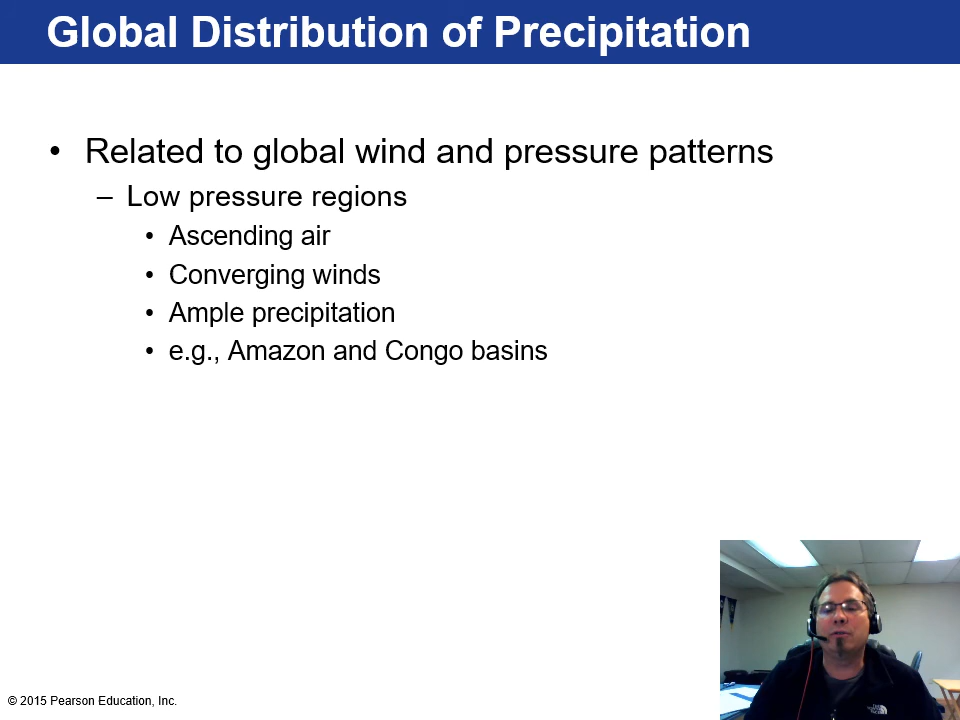 Global Distribution of Precipitation
• Related to global wind and pressure patterns
– Low pressure regions
• Ascending air
• Converging winds
• Ample precipitation
• e.g., Amazon and Congo basins
© 2015 Pearson Education, Inc.